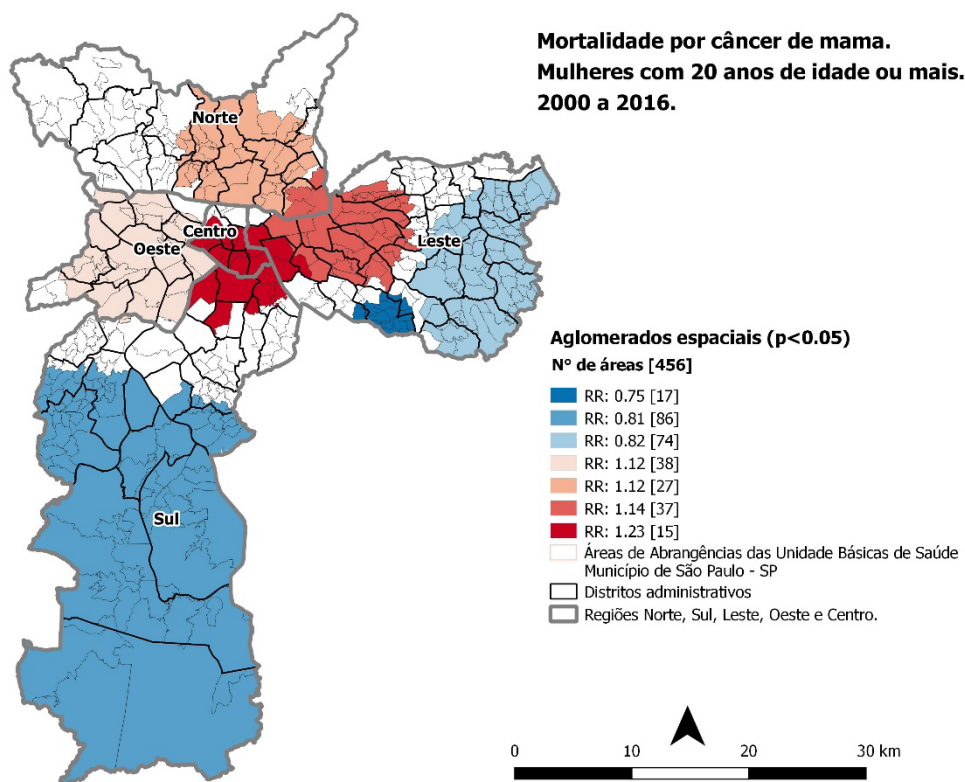 Mortalidade por câncer de mama.
Mulheres com 20 anos de idade ou mais.
2000 a 2016.
Norte
Centro
Oeste
Leste
Sul
Aglomerados espaciais (p<0.05)
N° de áreas [456]
RR: 0.75 [17]
RR: 0.81 [86]
RR: 0.82 [74]
RR: 1.12 [38]
RR: 1.12 [27]
RR: 1.14 [37]
RR: 1.23 [15]
Áreas de Abrangências das Unidade Básicas de Saúde
Município de São Paulo - SP
Distritos administrativos
Regiões Norte, Sul, Leste, Oeste e Centro.
0 10 20 30 km